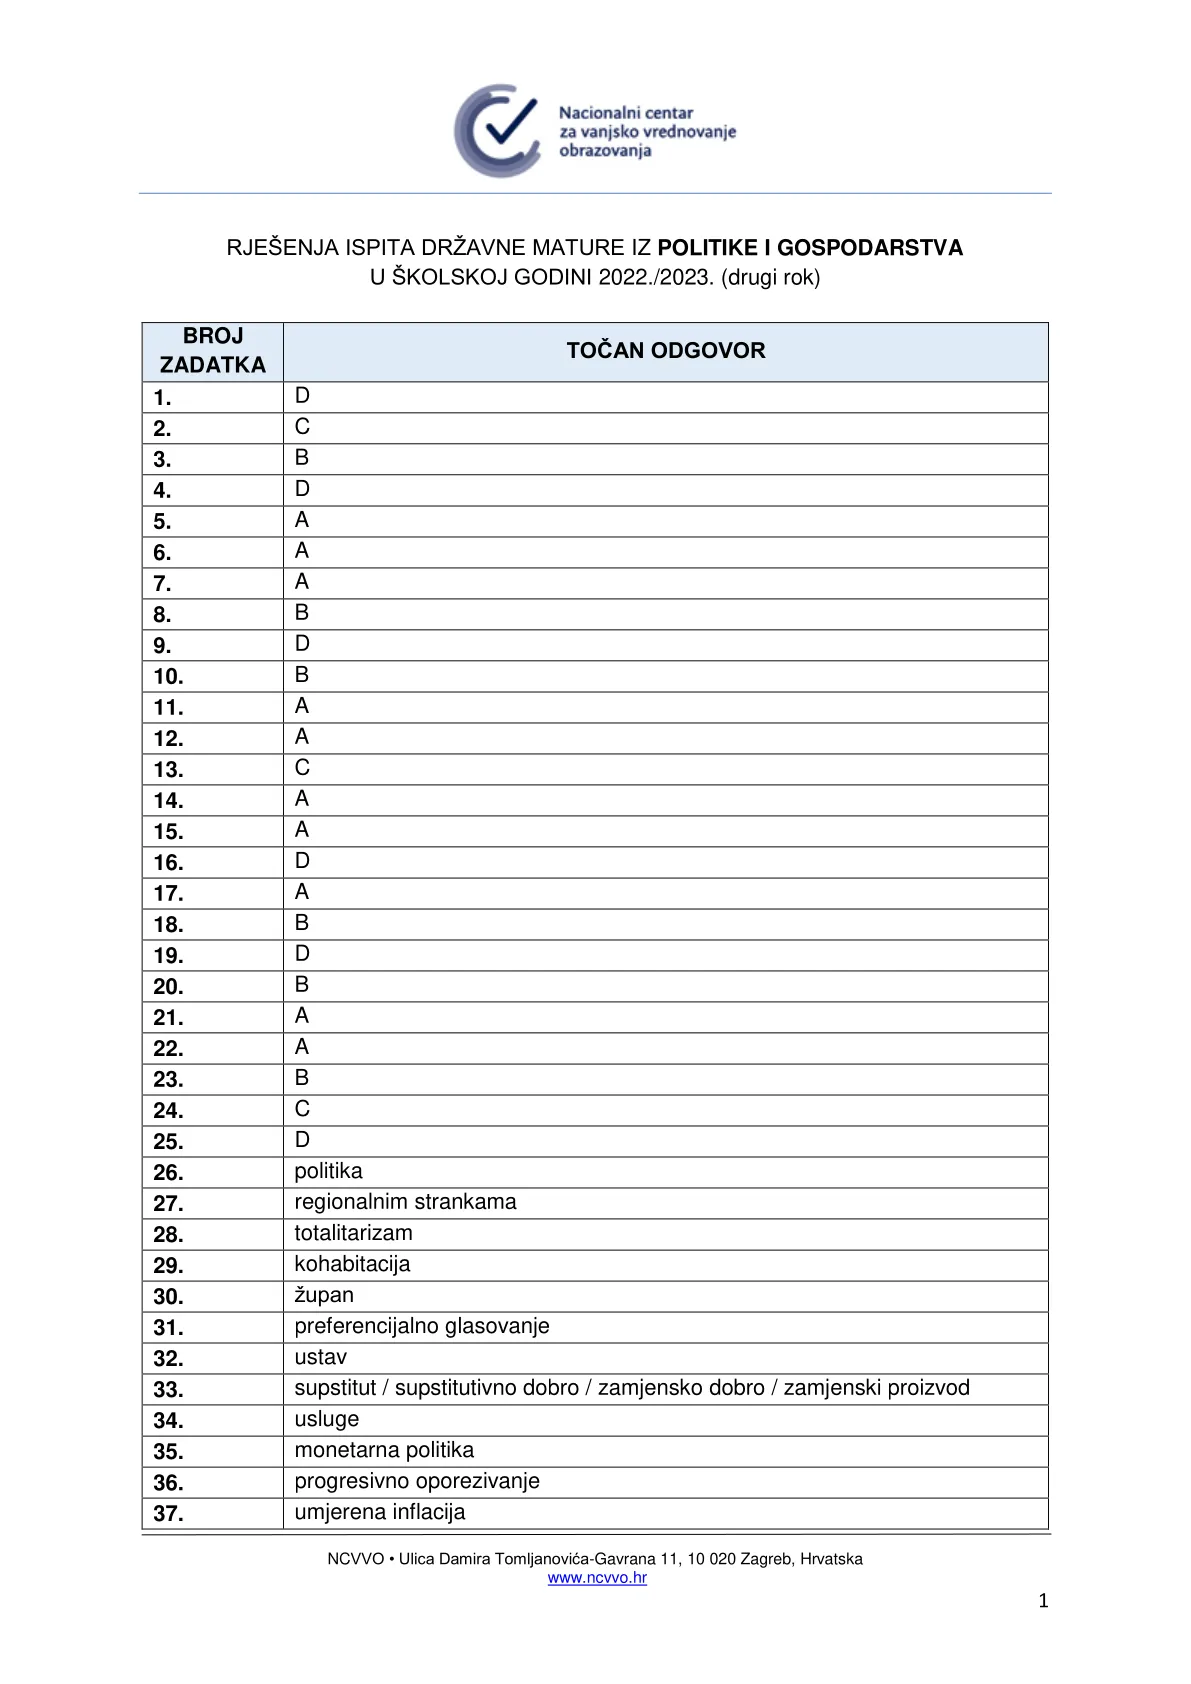 Nacionalni centar
za vanjsko vrednovanje
obrazovanja
RJEŠENJA ISPITA DRŽAVNE MATURE IZ POLITIKE I GOSPODARSTVA
U ŠKOLSKOJ GODINI 2022./2023. (drugi rok)
BROJ ZADATKA TOČAN ODGOVOR
1. D
2. C
3. B
4. D
5. A
6. A
7. A
8. B
9. D
10. B
11. A
12. A
13. C
14. A
15. A
16. D
17. A
18. B
19. D
20. B
21. A
22. A
23. B
24. C
25. D
26. politika
27. regionalnim strankama
28. totalitarizam
29. kohabitacija
30. župan
31. preferencijalno glasovanje
32. ustav
33. supstitut / supstitutivno dobro / zamjensko dobro / zamjenski proizvod
34. usluge
35. monetarna politika
36. progresivno oporezivanje
37. umjerena inflacija
NCVVO • Ulica Damira Tomljanovića-Gavrana 11, 10 020 Zagreb, Hrvatska
www.ncvvo.hr
1